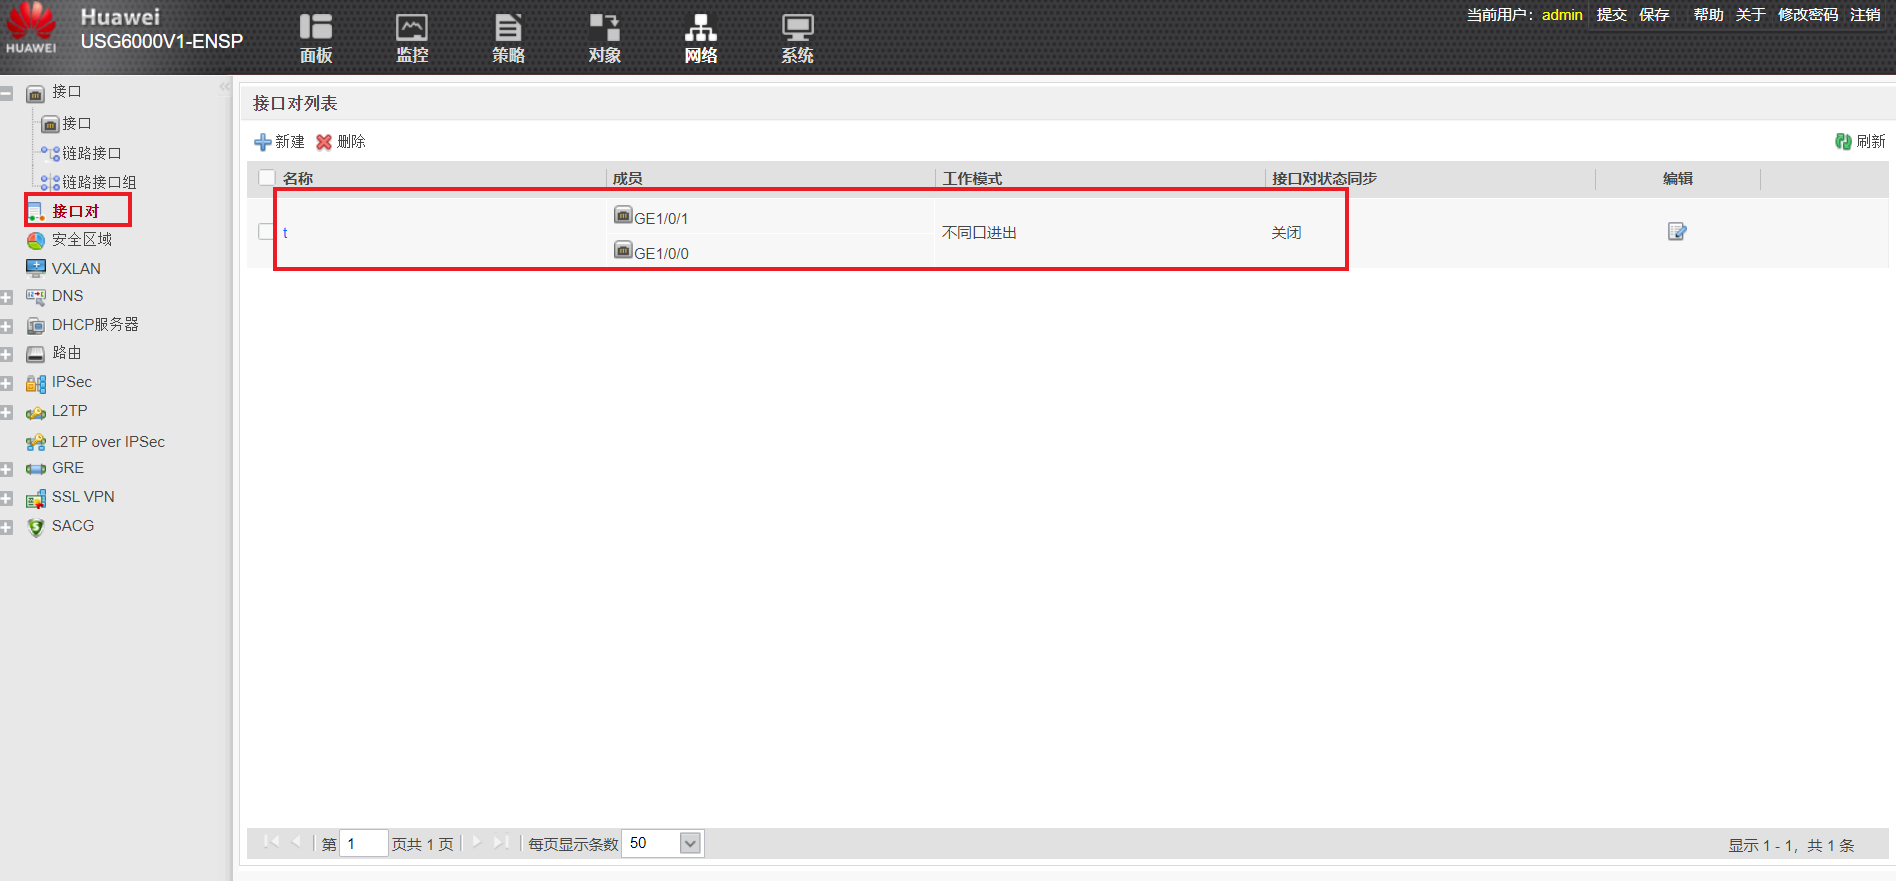 HUAWEI
Huawei
USG6000V1-ENSP
面板
监控
策略
对象
网络
系统
当前用户： admin 提交 保存 帮助 关于 修改密码 注销
接口
接口
链路接口
链路接口组
接口对
安全区域
VXLAN
DNS
DHCP服务器
路由
IPSec
L2TP
L2TP over IPSec
GRE
SSL VPN
SACG
接口对列表
新建 删除
刷新
名称 成员 工作模式 接口对状态同步 编辑
t
GE1/0/1
GE1/0/0
不同口进出
关闭
第 1 页共 1 页 每页显示条数 50
显示 1 - 1，共 1 条